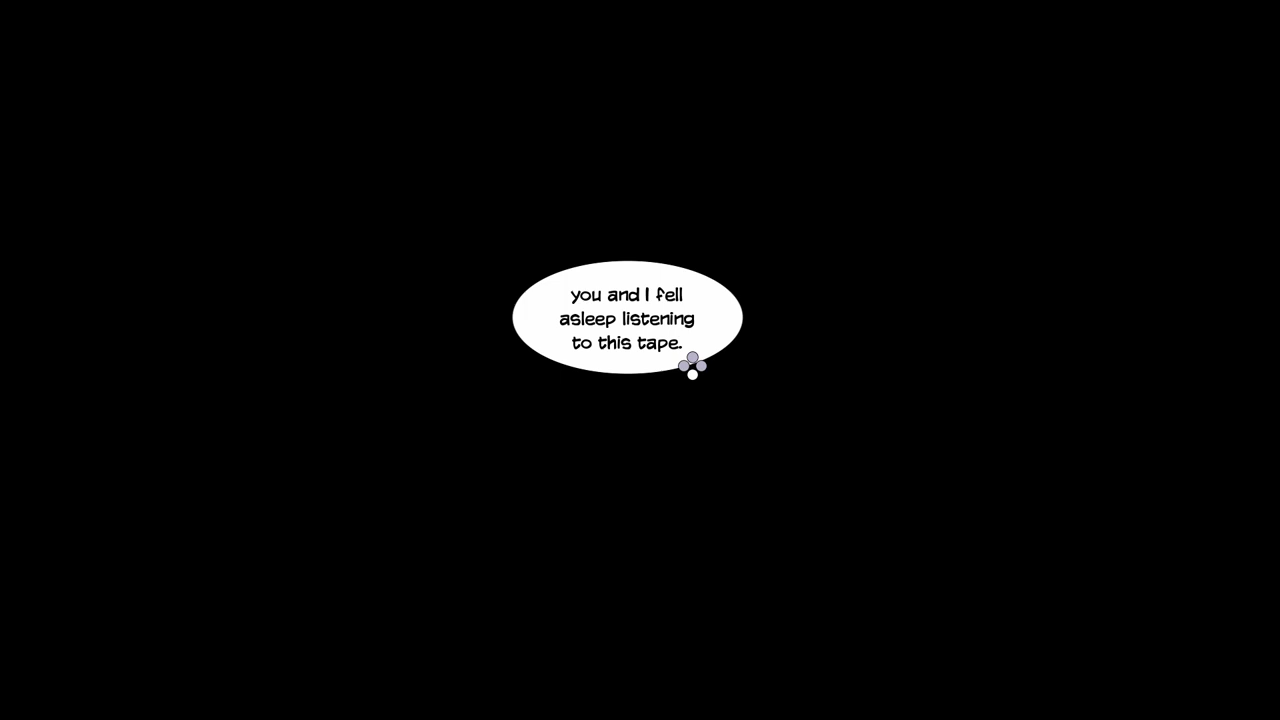 you and I fell
asleep listening
to this tape.